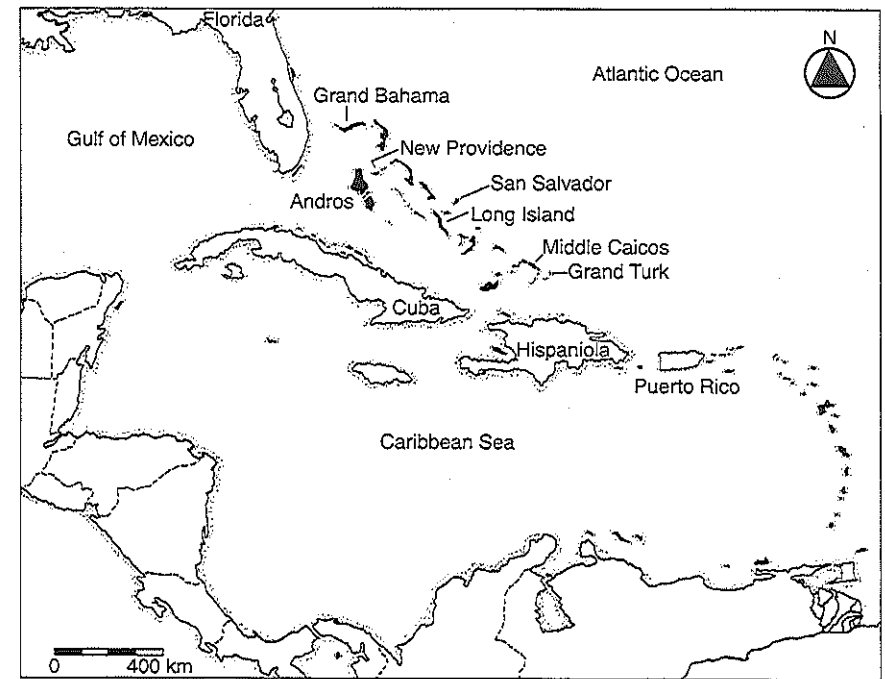 Florida
N
Atlantic Ocean
Grand Bahama
Gulf of Mexico
New Providence
San Salvador
Andros
Long Island
Middle Caicos
Grand Turk
Cuba
Hispaniola
Puerto Rico
Caribbean Sea
0 400 km